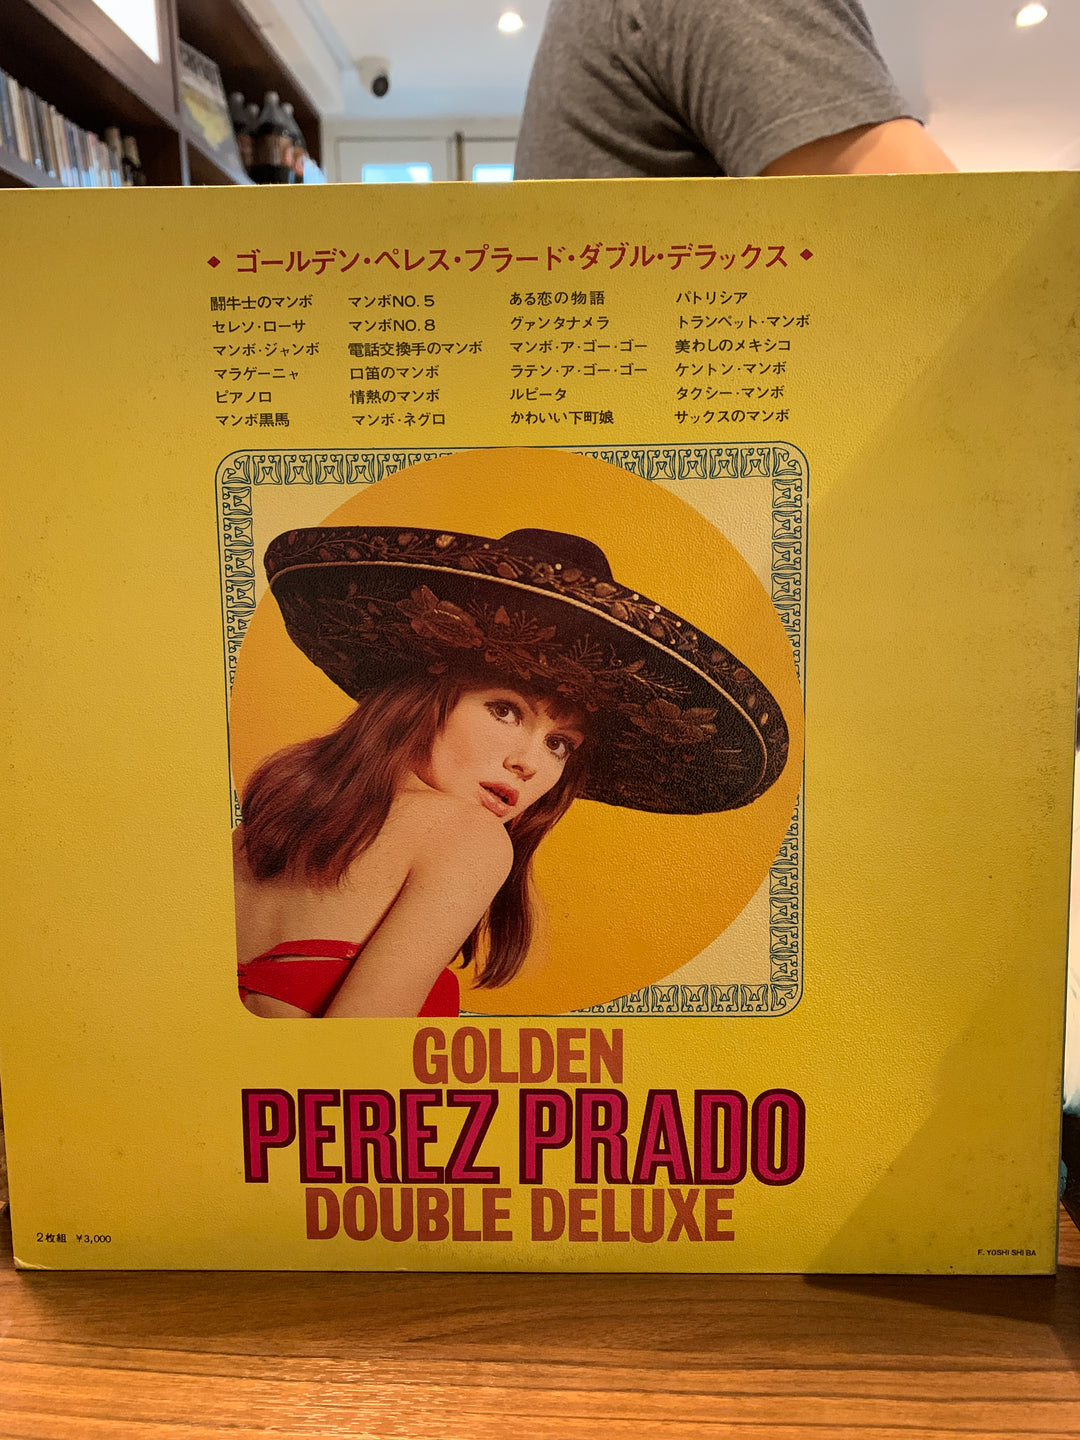 ◆ ゴールデン・ペレス・プラード・ダブル・デラックス ◆
闘牛士のマンボ
セレソ・ローサ
マンボ・ジャンボ
マラゲーニャ
ピアノロ
マンボ黒馬
マンボNO.5
マンボNO.8
電話交換手のマンボ
口笛のマンボ
情熱のマンボ
マンボ・ネグロ
ある恋の物語
グァンタナメラ
マンボ・ア・ゴー・ゴー
ラテン・ア・ゴー・ゴー
ルピータ
かわいい下町娘
パトリシア
トランペット・マンボ
美わしのメキシコ
ケントン・マンボ
タクシー・マンボ
サックスのマンボ
GOLDEN
PEREZ PRADO
DOUBLE DELUXE
2枚組 ¥3,000
F. YOSHI SHI BA